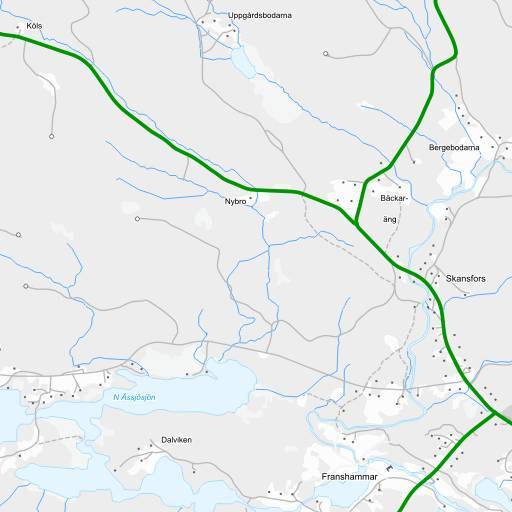 Uppgårdsbodarna
Köls
Bergebodarna
Nybro
Bäckar-
äng
Skansfors
N Åssjösjön
Dalviken
Franshammar